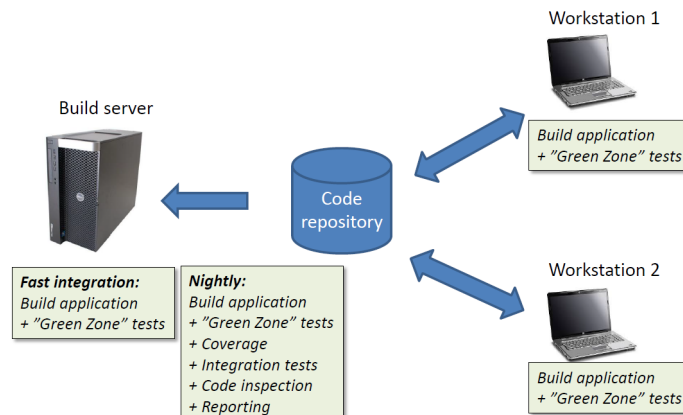 Workstation 1
Build server
Build application
+ "Green Zone" tests
Code
repository
Workstation 2
Fast integration:
Build application
+ "Green Zone" tests
Nightly:
Build application
+ "Green Zone" tests
+ Coverage
+ Integration tests
+ Code inspection
+ Reporting
Build application
+ "Green Zone" tests